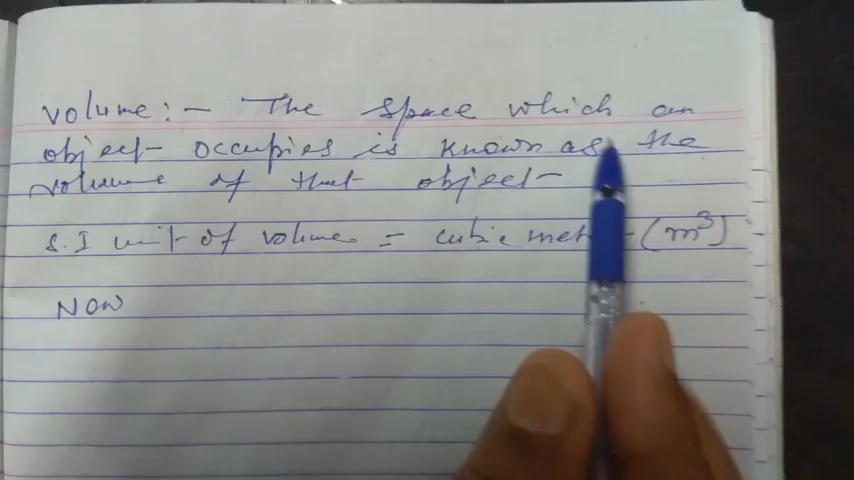 Volume:- The space which an
object occupies is known as the
volume of that object-
S.I unit of volume = cubic met - (m³)
Now